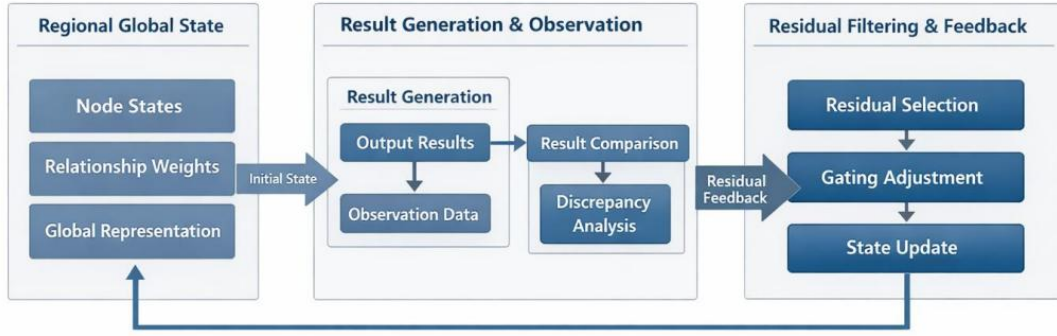 Regional Global State
Node States
Relationship Weights
Global Representation
Initial State
Result Generation & Observation
Result Generation
Output Results
Observation Data
Result Comparison
Discrepancy
Analysis
Residual
Feedback
Residual Filtering & Feedback
Residual Selection
Gating Adjustment
State Update